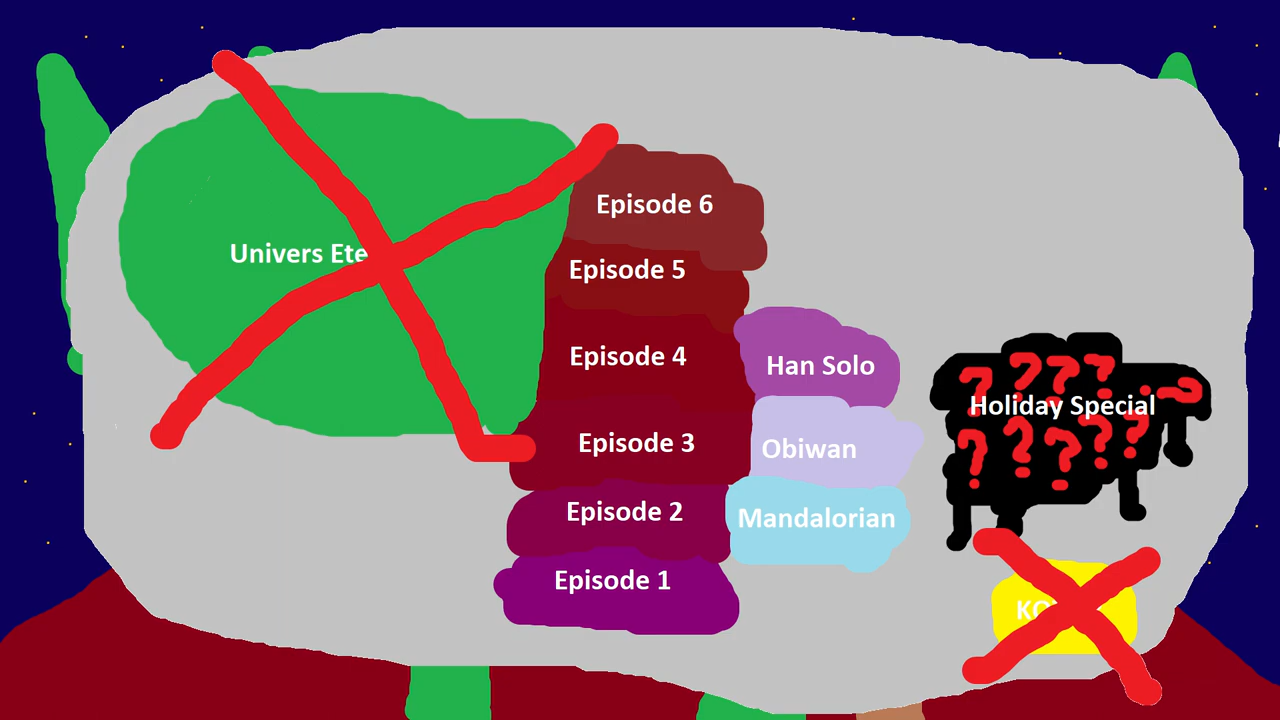 Episode 6
Univers Ete
Episode 5
Episode 4
Han Solo
Holiday Special
? ? ? ? ?
? ? ? ? ?
Episode 3
Obiwan
Episode 2
Mandalorian
Episode 1